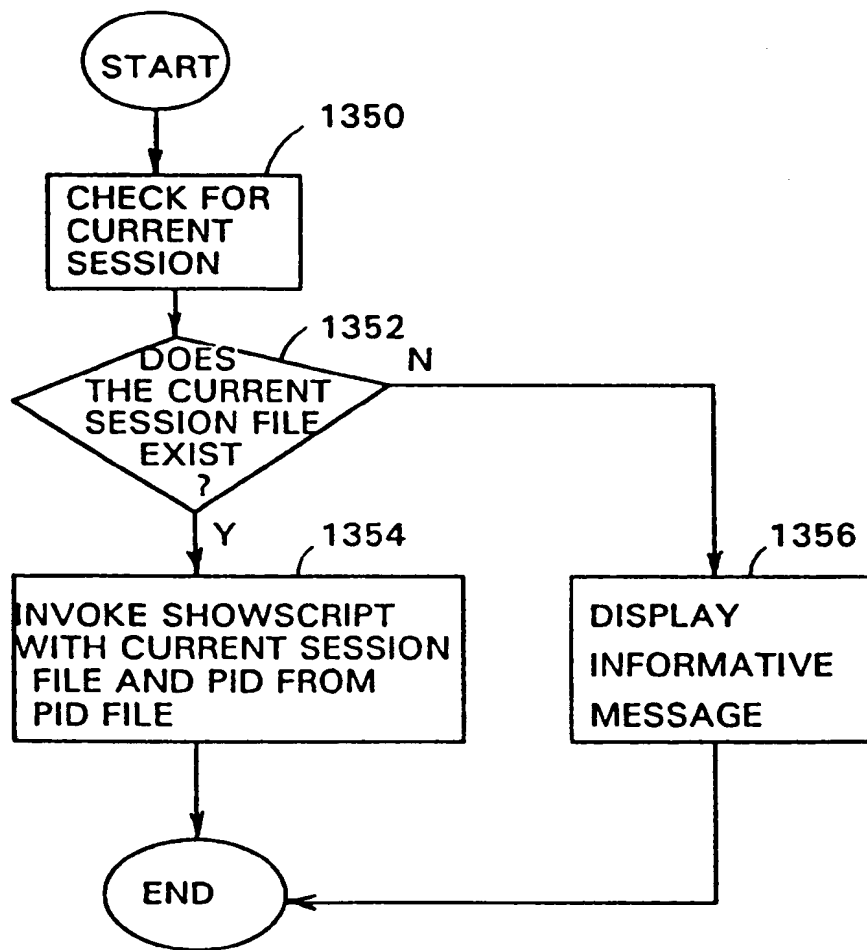 START
1350
CHECK FOR
CURRENT
SESSION
1352
DOES
THE CURRENT
SESSION FILE
EXIST
?
N
Y
1354
INVOKE SHOWSCRIPT
WITH CURRENT SESSION
FILE AND PID FROM
PID FILE
1356
DISPLAY
INFORMATIVE
MESSAGE
END